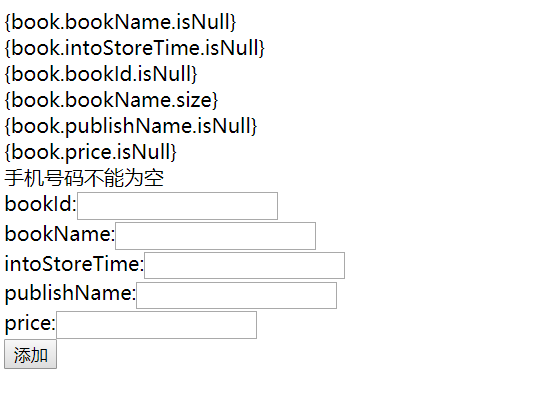 {book.bookName.isNull}
{book.intoStoreTime.isNull}
{book.bookId.isNull}
{book.bookName.size}
{book.publishName.isNull}
{book.price.isNull}
手机号码不能为空
bookId:
bookName:
intoStoreTime:
publishName:
price:
添加